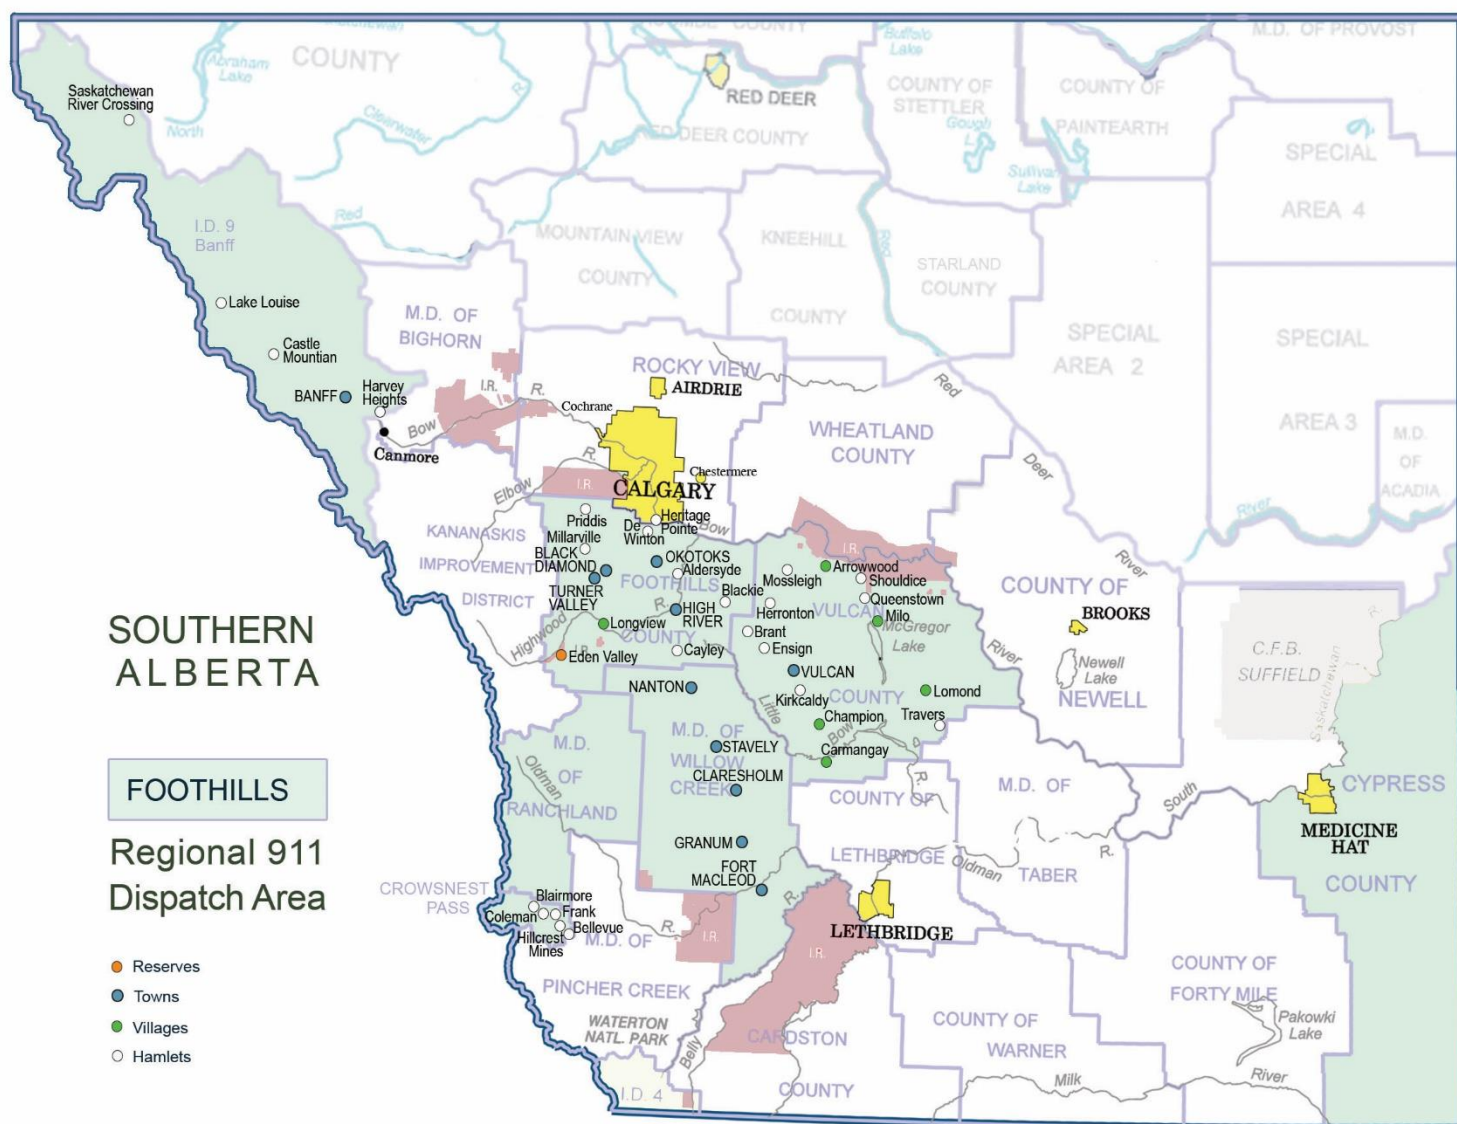 COUNTY
Abraham
Lake
Saskatchewan
River Crossing
North
Clearwater
R.
RED DEER
RED DEER COUNTY
Buffalo
Lake
COUNTY OF
STETTLER
Gough
L.
Sullivan
Lake
COUNTY OF
PAINTEARTH
M.D. OF PROVOST
SPECIAL
AREA 4
I.D. 9
Banff
Red
MOUNTAIN VIEW
COUNTY
KNEEHILL
COUNTY
Red
STARLAND
COUNTY
SPECIAL
AREA 2
SPECIAL
AREA 3
M.D.
OF
ACADIA
River
Lake Louise
Castle
Mountian
BANFF
Harvey
Heights
Canmore
Bow
M.D. OF
BIGHORN
I.R.
R.
Cochrane
ROCKY VIEW
AIRDRIE
Chestermere
CALGARY
R.
Elbow
I.R.
WHEATLAND
COUNTY
Red
Deer
River
KANANASKIS
IMPROVEMENT
DISTRICT
Highwood
Priddis
Millarville
BLACK
DIAMOND
TURNER
VALLEY
De
Winton
Heritage
Pointe
Bow
OKOTOKS
Aldersyde
FOOTHILLS
COUNTY
R.
Blackie
HIGH
RIVER
Longview
I.R.
Eden Valley
Cayley
I.R.
Mossleigh
Arrowwood
Shouldice
Queenstown
Herronton
VULCAN
Milo
McGregor
Lake
Brant
Ensign
VULCAN
COUNTY
Kirkcaldy
Lomond
Champion
Travers
Little
Bow
Carmangay
R.
River
COUNTY OF
BROOKS
Newell
Lake
NEWELL
C.F.B.
SUFFIELD
R.
Saskatchewan
SOUTHERN
ALBERTA
FOOTHILLS
Regional 911
Dispatch Area
NANTON
M.D. OF
WILLOW
CREEK
STAVELY
CLARESHOLM
GRANUM
FORT
MACLEOD
M.D.
OF
RANCHLAND
Oldman
COUNTY OF
LETHBRIDGE
M.D. OF
TABER
Oldman
R.
South
MEDICINE
HAT
CYPRESS
COUNTY
CROWSNEST
PASS
Blairmore
Coleman
Frank
Bellevue
Hillcrest
Mines
M.D. OF
PINCHER CREEK
R.
I.R.
R.
LETHBRIDGE
I.R.
WATERTON
NATL. PARK
Belly
I.D. 4
CARDSTON
COUNTY
COUNTY OF
WARNER
Milk
River
COUNTY OF
FORTY MILE
Pakowki
Lake
Reserves
Towns
Villages
Hamlets